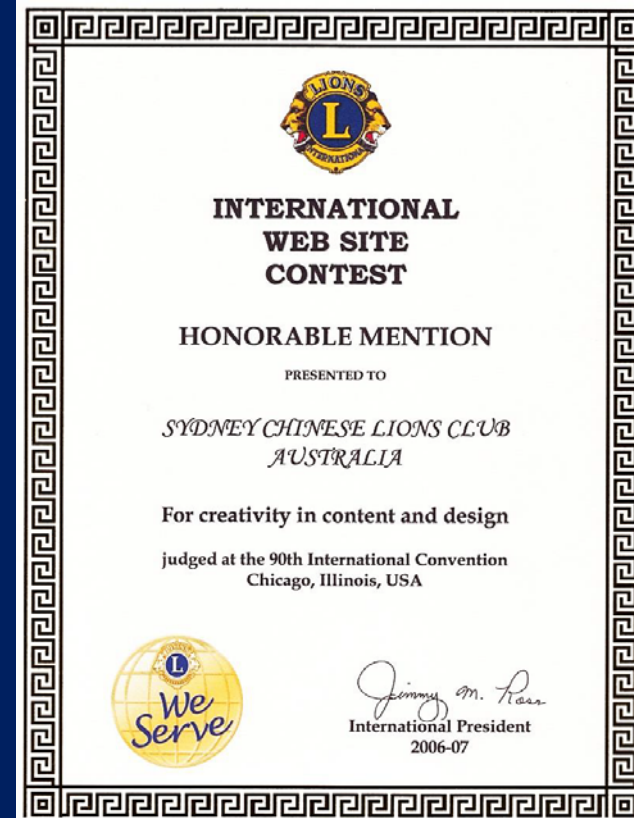 LIONS
L
INTERNATIONAL
INTERNATIONAL
WEB SITE
CONTEST
HONORABLE MENTION
PRESENTED TO
SYDNEY CHINESE LIONS CLUB
AUSTRALIA
For creativity in content and design
judged at the 90th International Convention
Chicago, Illinois, USA
L
We
Serve
Jimmy M. Ross
International President
2006-07